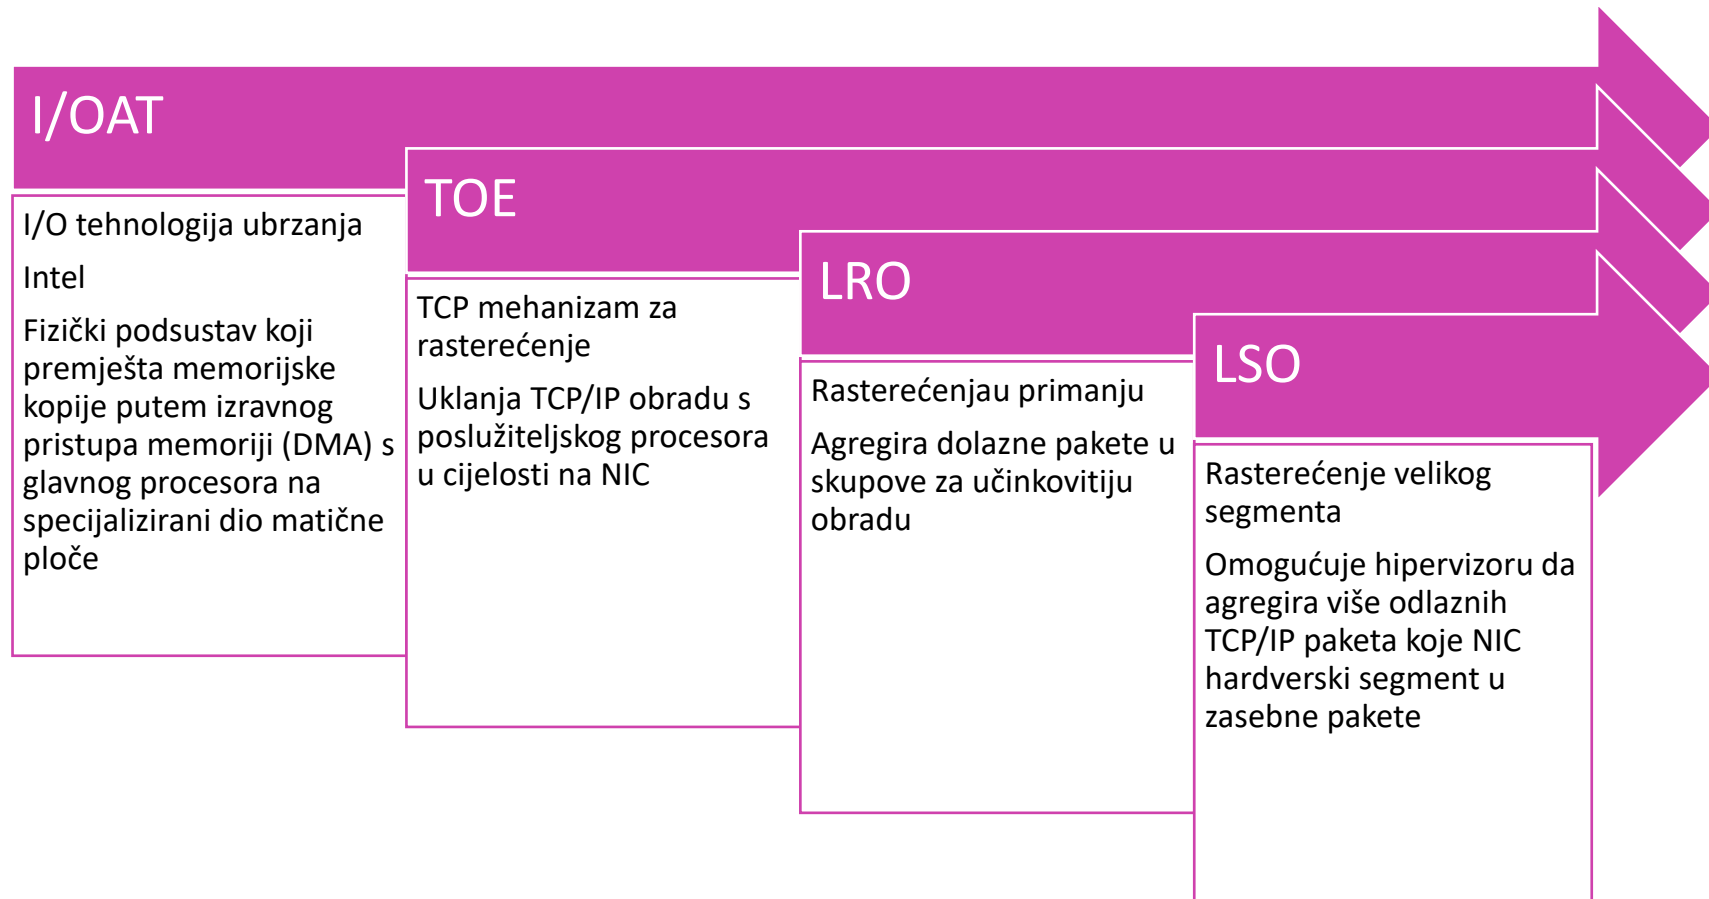 I/OAT
I/O tehnologija ubrzanja
Intel
Fizički podsustav koji
premješta memorijske
kopije putem izravnog
pristupa memoriji (DMA) s
glavnog procesora na
specijalizirani dio matične
ploče
TOE
TCP mehanizam za
rasterećenje
Uklanja TCP/IP obradu s
poslužiteljskog procesora
u cijelosti na NIC
LRO
Rasterećenjau primanju
Agregira dolazne pakete u
skupove za učinkovitiju
obradu
LSO
Rasterećenje velikog
segmenta
Omogućuje hipervizoru da
agregira više odlaznih
TCP/IP paketa koje NIC
hardverski segment u
zasebne pakete